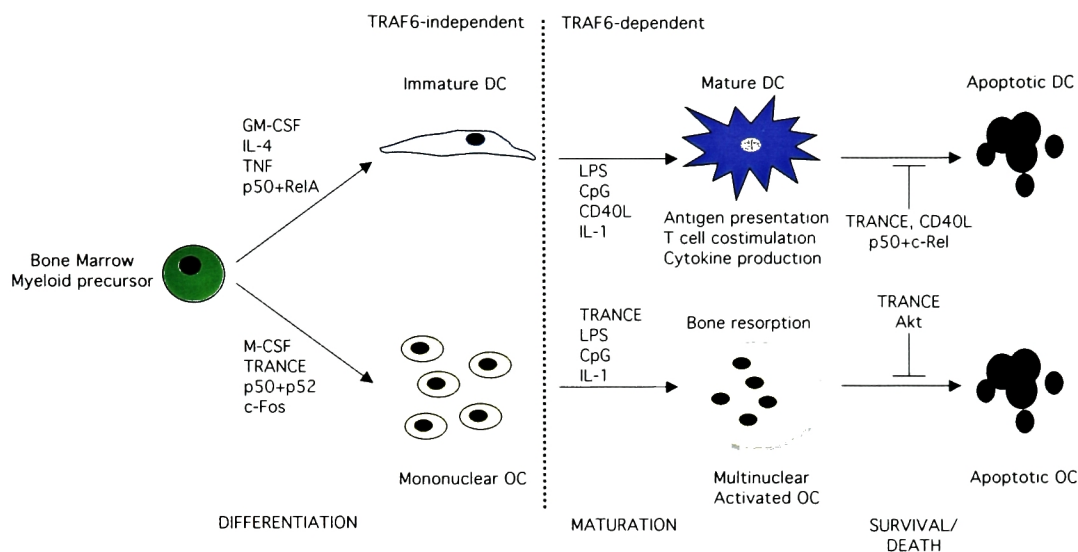 TRAF6-independent
TRAF6-dependent
Immature DC
Mature DC
Apoptotic DC
GM-CSF
IL-4
TNF
p50+RelA
LPS
CpG
CD40L
IL-1
Antigen presentation
T cell costimulation
Cytokine production
TRANCE, CD40L
p50+c-Rel
Bone Marrow
Myeloid precursor
M-CSF
TRANCE
p50+p52
c-Fos
TRANCE
LPS
CpG
IL-1
Bone resorption
TRANCE
Akt
Mononuclear OC
Multinuclear
Activated OC
Apoptotic OC
DIFFERENTIATION
MATURATION
SURVIVAL/
DEATH